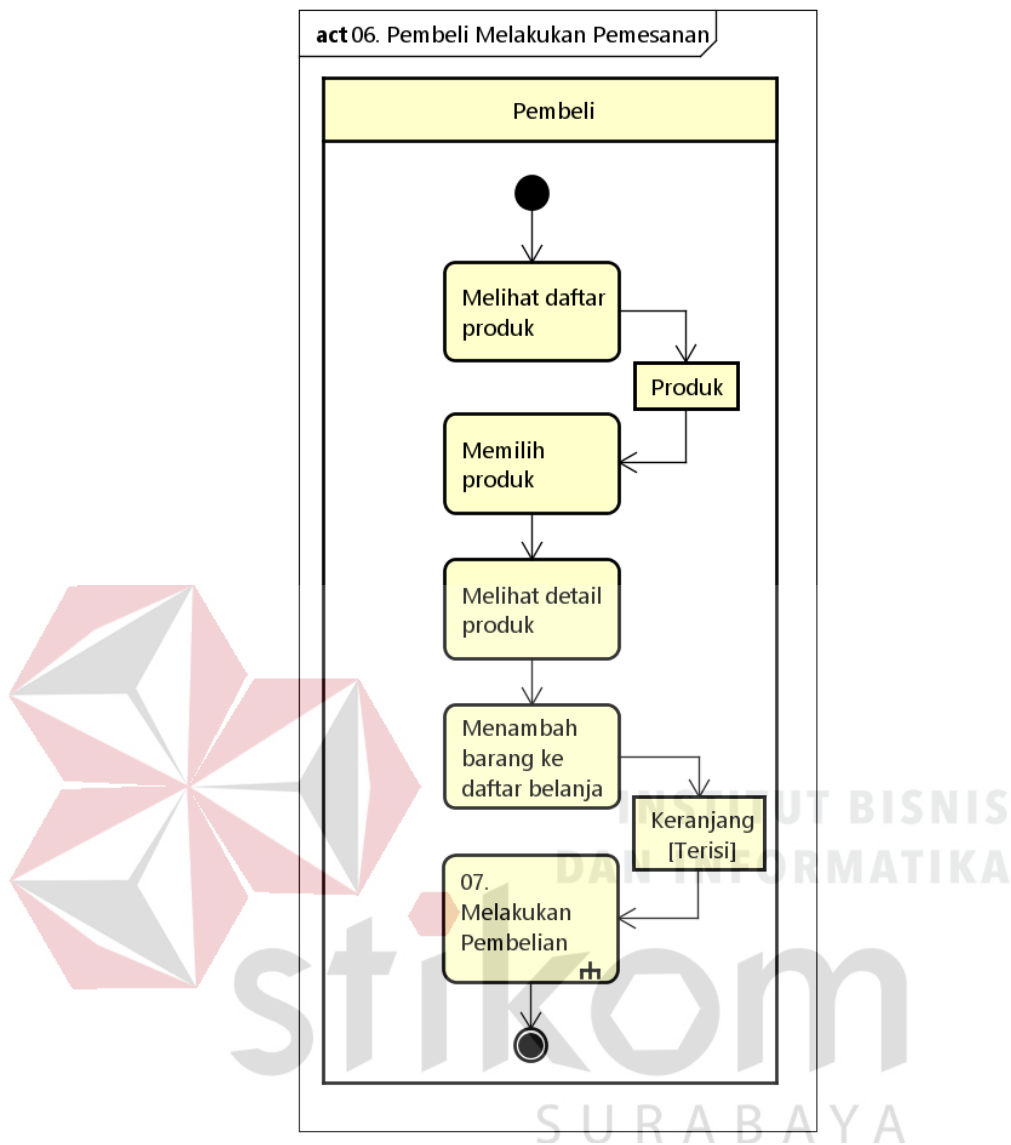 act 06. Pembeli Melakukan Pemesanan
Pembeli
Melihat daftar
produk
Produk
Memilih
produk
Melihat detail
produk
Menambah
barang ke
daftar belanja
INSTITUT BISNIS
Keranjang
[Terisi]
DAN INFORMATIKA
07.
Melakukan
Pembelian
stikom
SURABAYA